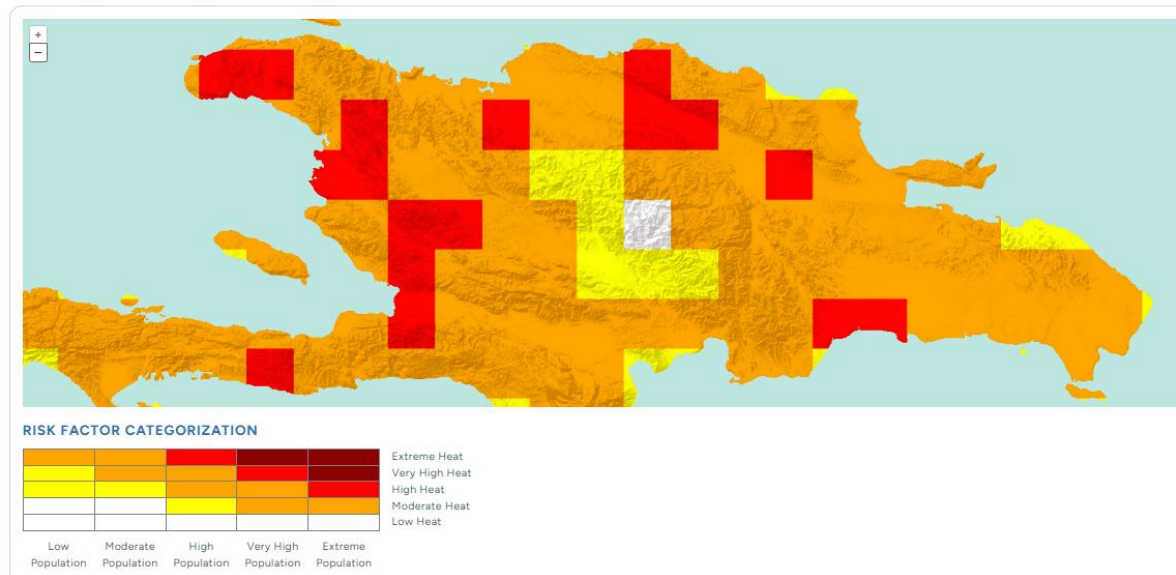 +
−
RISK FACTOR CATEGORIZATION
Extreme Heat
Very High Heat
High Heat
Moderate Heat
Low Heat
Low Population
Moderate Population
High Population
Very High Population
Extreme Population